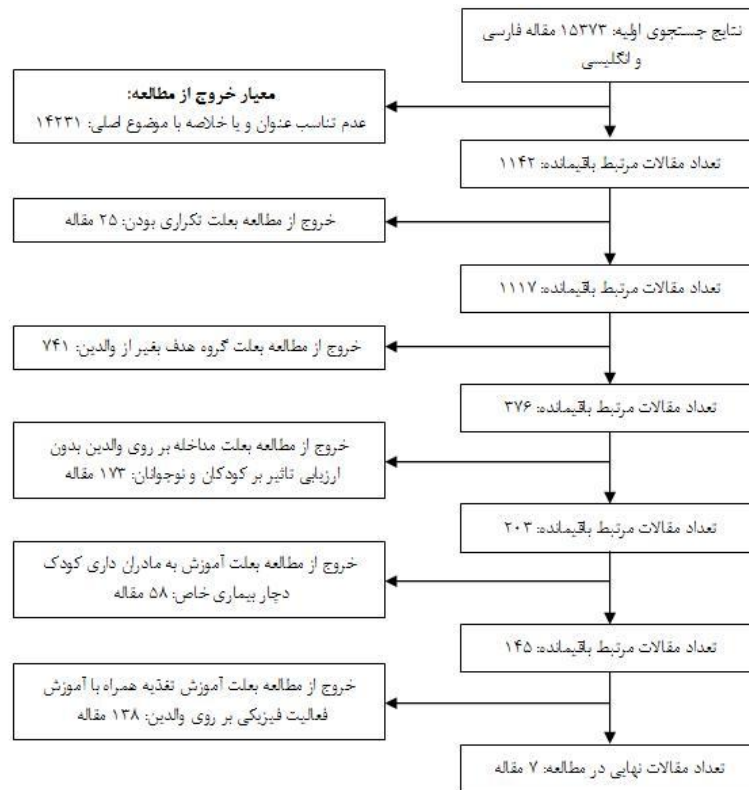 نتایج جستجوی اولیه: ۱۵۳۷۳ مقاله فارسی
و انگلیسی
معیار خروج از مطالعه:
عدم تناسب عنوان و یا خلاصه با موضوع اصلی: ۱۴۲۳۱
تعداد مقالات مرتبط باقیمانده: ۱۱۴۲
خروج از مطالعه بعلت تکراری بودن: ۲۵ مقاله
تعداد مقالات مرتبط باقیمانده: ۱۱۱۷
خروج از مطالعه بعلت گروه هدف بغیر از والدین: ۷۴۱
تعداد مقالات مرتبط باقیمانده: ۳۷۶
خروج از مطالعه بعلت مداخله بر روی والدین بدون
ارزیابی تاثیر بر کودکان و نوجوانان: ۱۷۳ مقاله
تعداد مقالات مرتبط باقیمانده: ۲۰۳
خروج از مطالعه بعلت آموزش به مادران داری کودک
دچار بیماری خاص: ۵۸ مقاله
تعداد مقالات مرتبط باقیمانده: ۱۴۵
خروج از مطالعه بعلت آموزش تغذیه همراه با آموزش
فعالیت فیزیکی بر روی والدین: ۱۳۸ مقاله
تعداد مقالات نهایی در مطالعه: ۷ مقاله